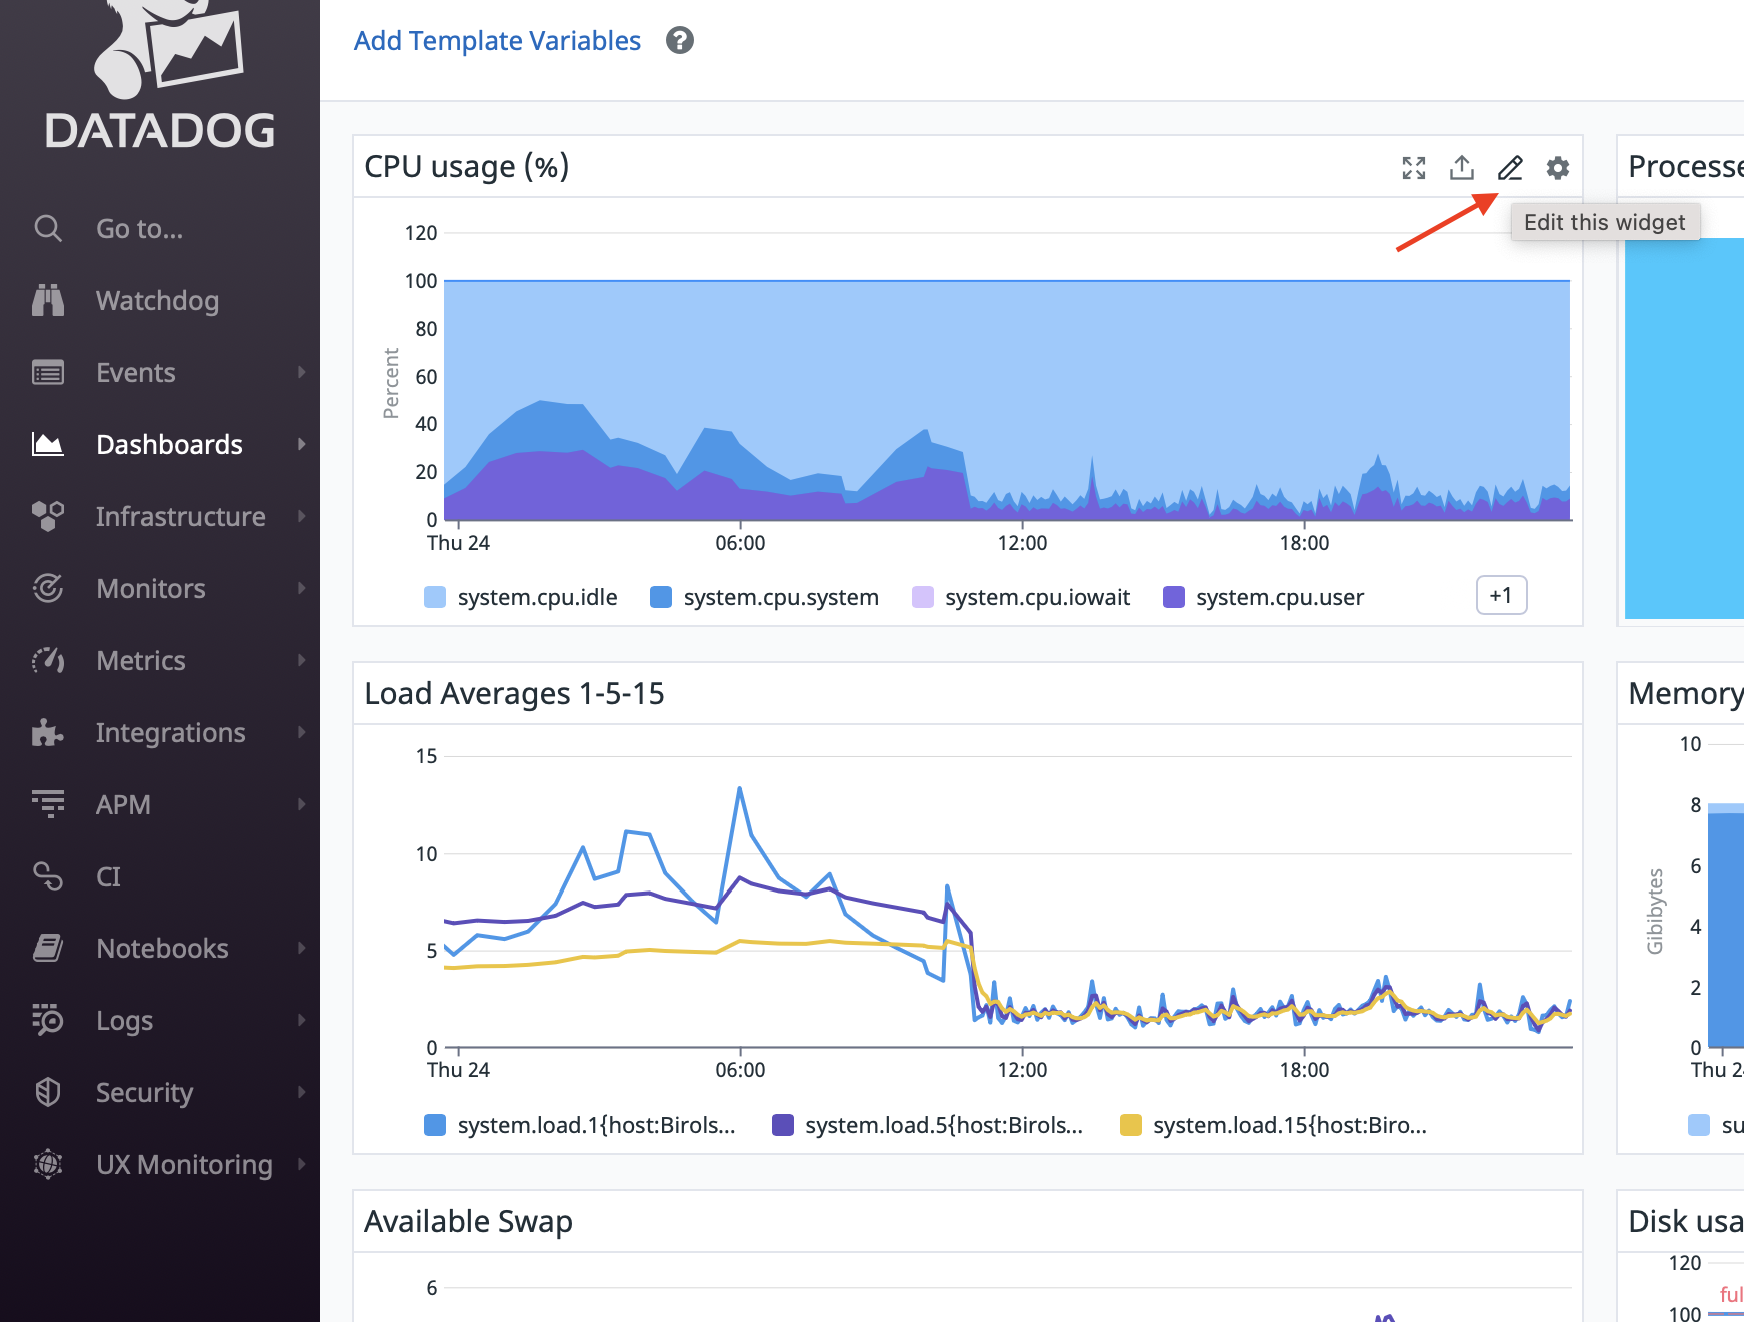 DATADOG
Go to...
Watchdog
Events
Dashboards
Infrastructure
Monitors
Metrics
Integrations
APM
CI
Notebooks
Logs
Security
UX Monitoring
Add Template Variables ?
CPU usage (%)
Edit this widget
Percent
120
100
80
60
40
20
0
Thu 24 06:00 12:00 18:00
system.cpu.idle system.cpu.system system.cpu.iowait system.cpu.user +1
Processe
Load Averages 1-5-15
15
10
5
0
Thu 24 06:00 12:00 18:00
system.load.1{host:Birols... system.load.5{host:Birols... system.load.15{host:Biro...
Memory
Gibibytes
10
8
6
4
2
0
Thu 2
su
Available Swap
6
Disk usa
120
ful
100